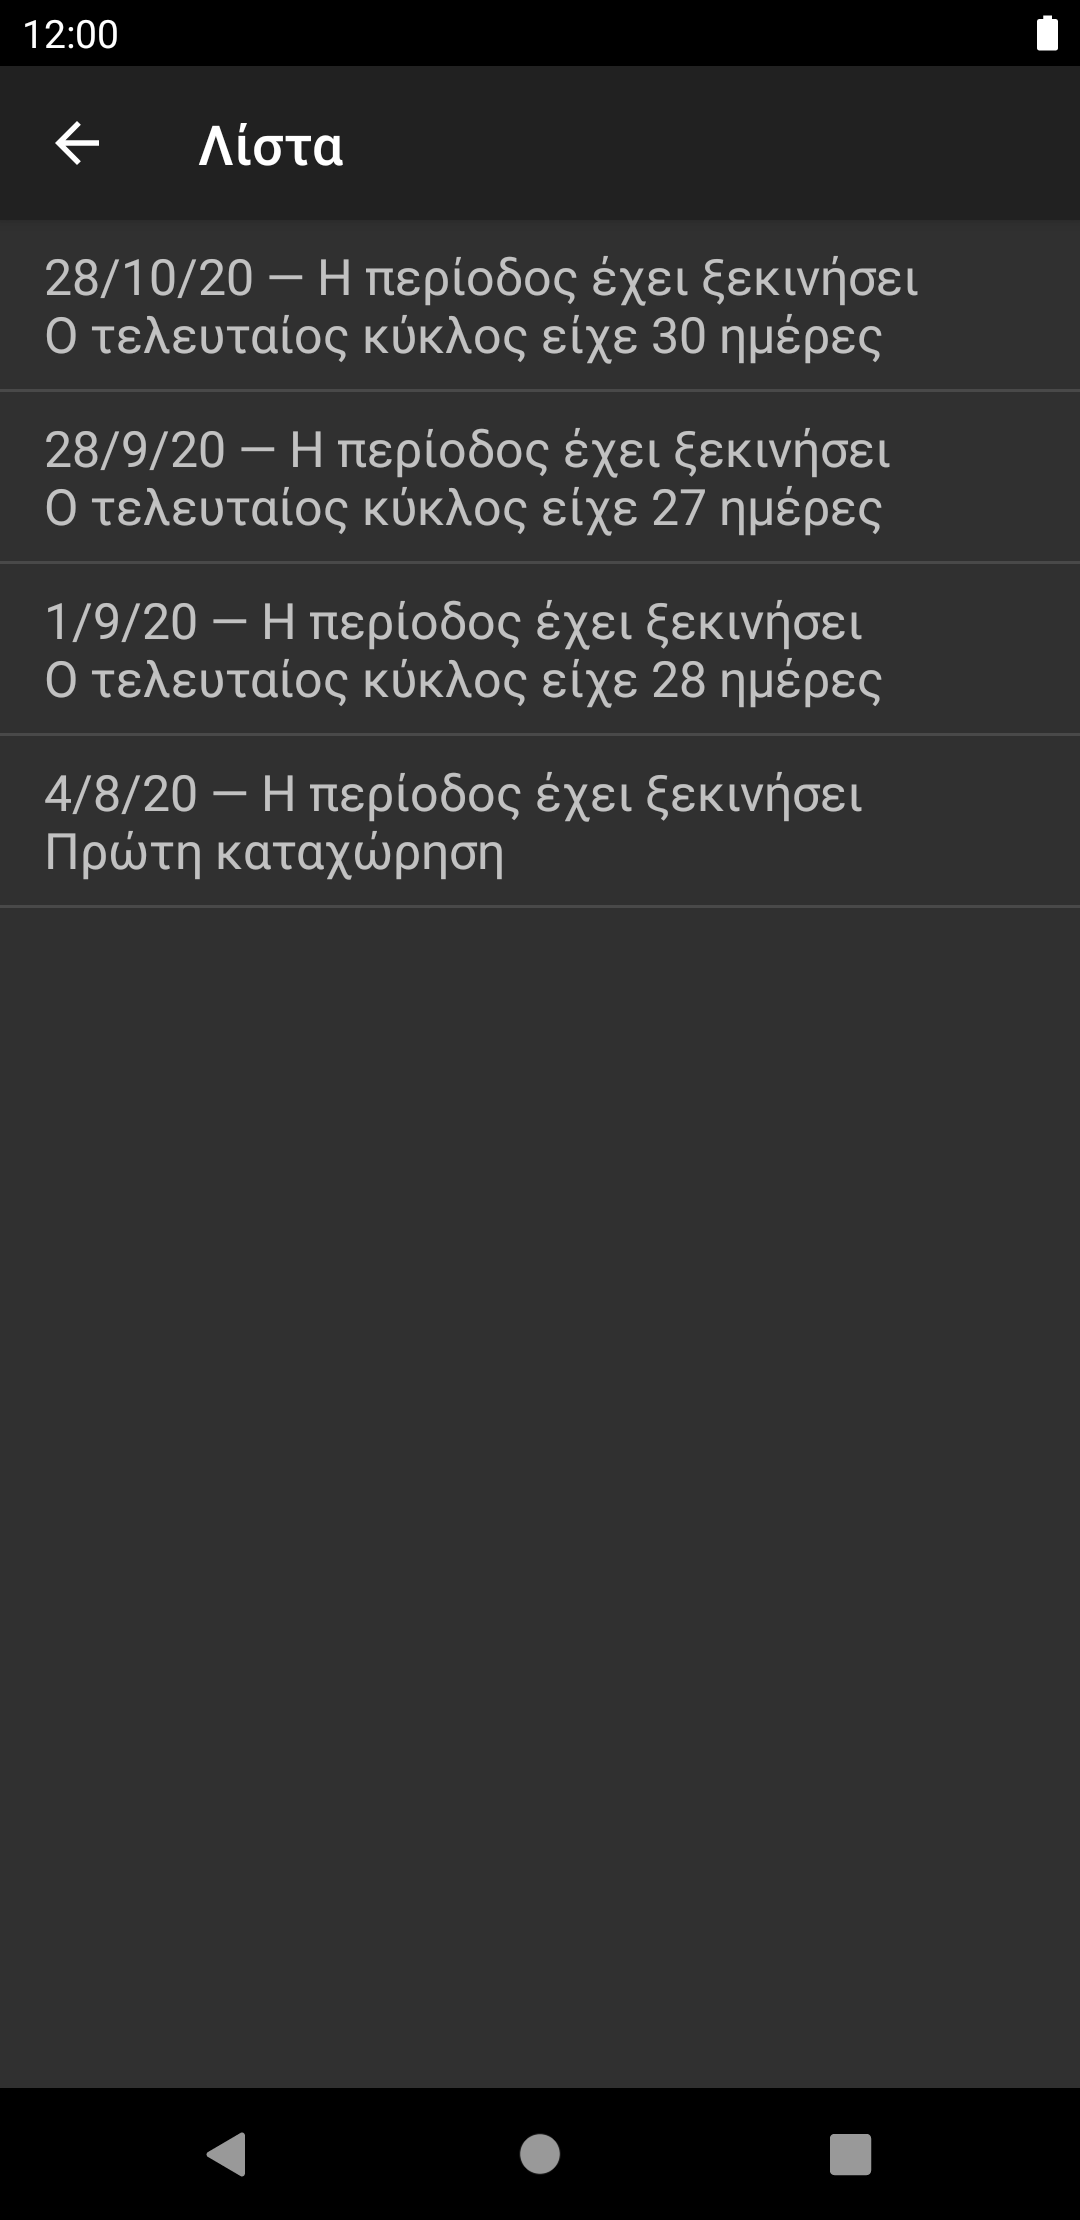 12:00
Λίστα
28/10/20 — Η περίοδος έχει ξεκινήσει
Ο τελευταίος κύκλος είχε 30 ημέρες
28/9/20 — Η περίοδος έχει ξεκινήσει
Ο τελευταίος κύκλος είχε 27 ημέρες
1/9/20 — Η περίοδος έχει ξεκινήσει
Ο τελευταίος κύκλος είχε 28 ημέρες
4/8/20 — Η περίοδος έχει ξεκινήσει
Πρώτη καταχώρηση